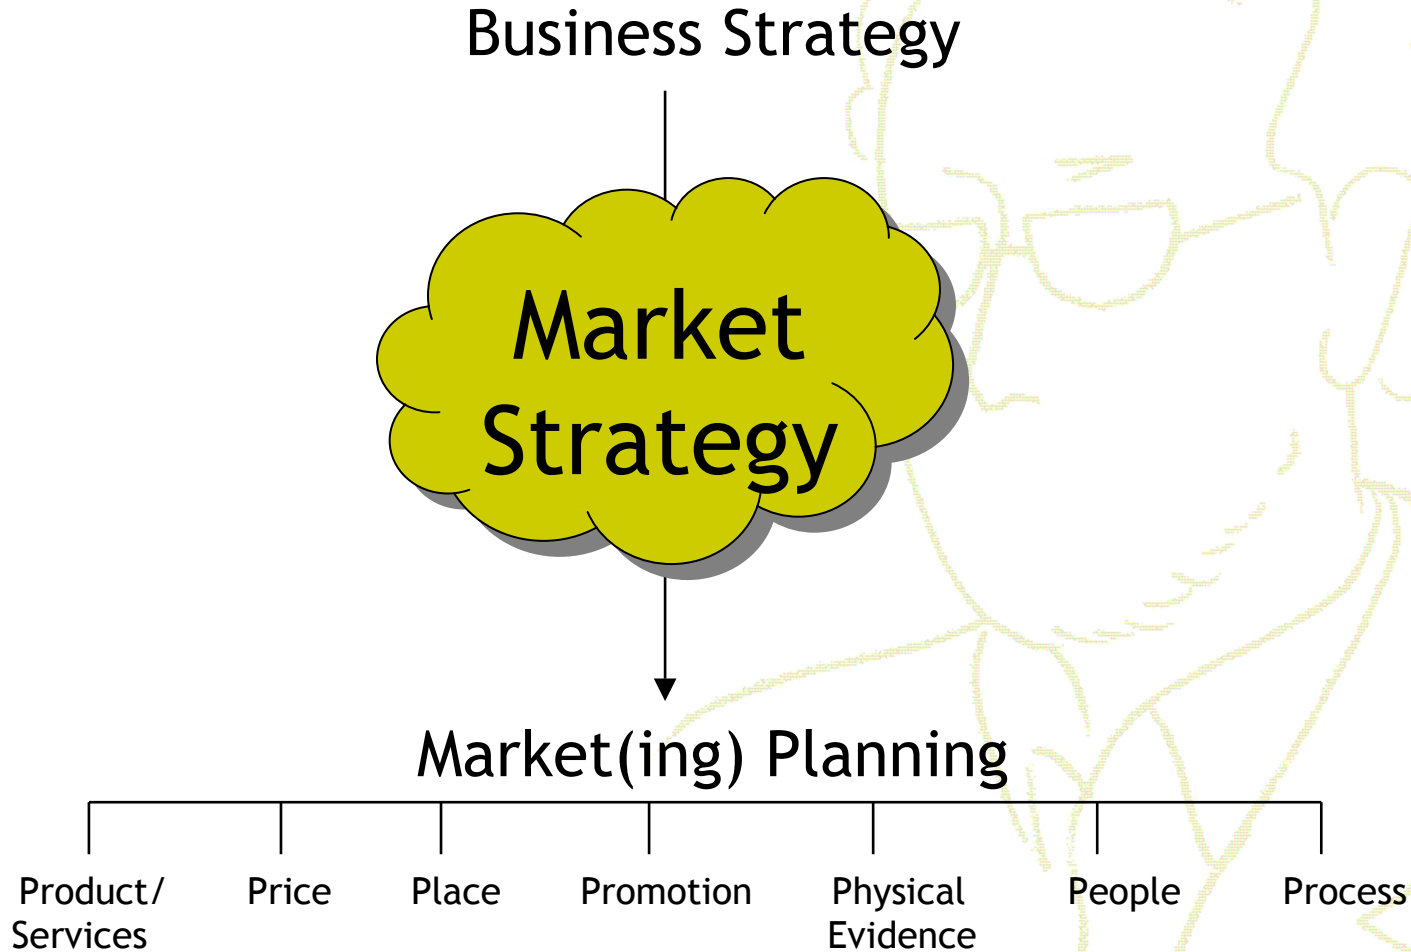 Business Strategy
Market
Strategy
Market(ing) Planning
Product/ Price Place Promotion Physical People Process
Services Evidence